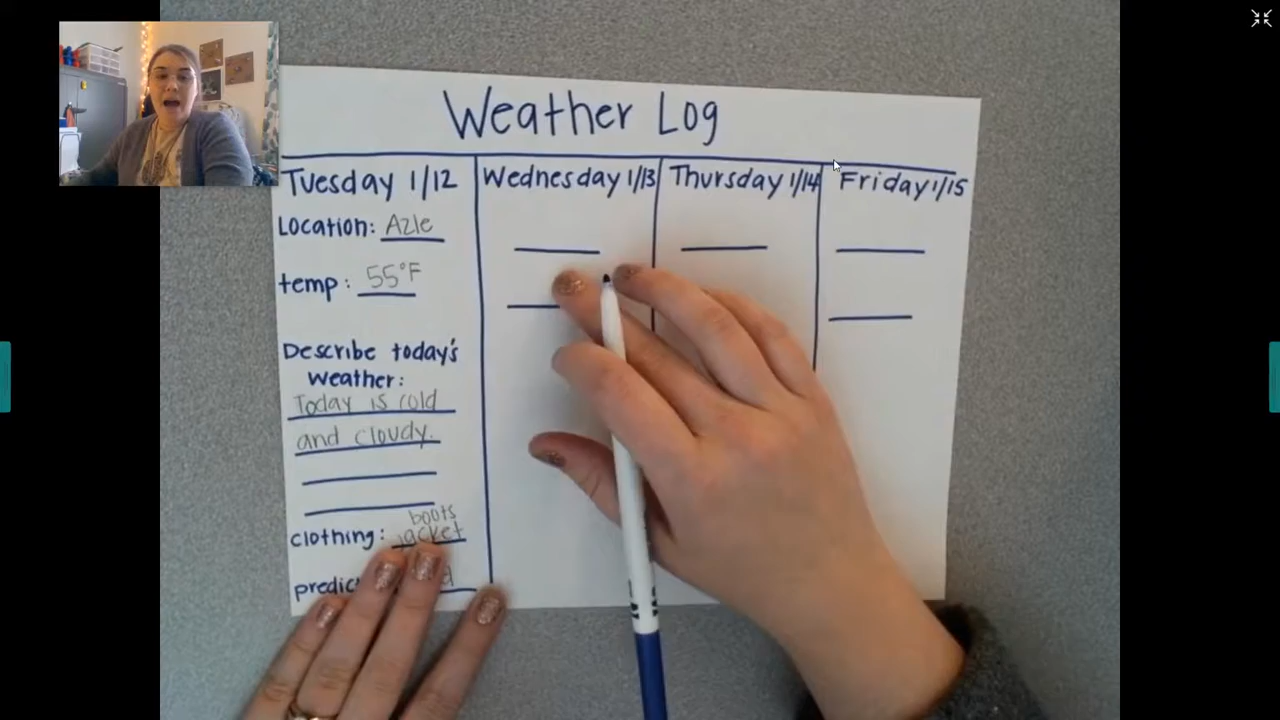 Weather Log
Tuesday 1/12
Location: Azle
temp: 55°F
Describe today's
weather:
Today is cold
and cloudy.
boots
clothing: jacket
Wednesday 1/13
Thursday 1/14
Friday 1/15